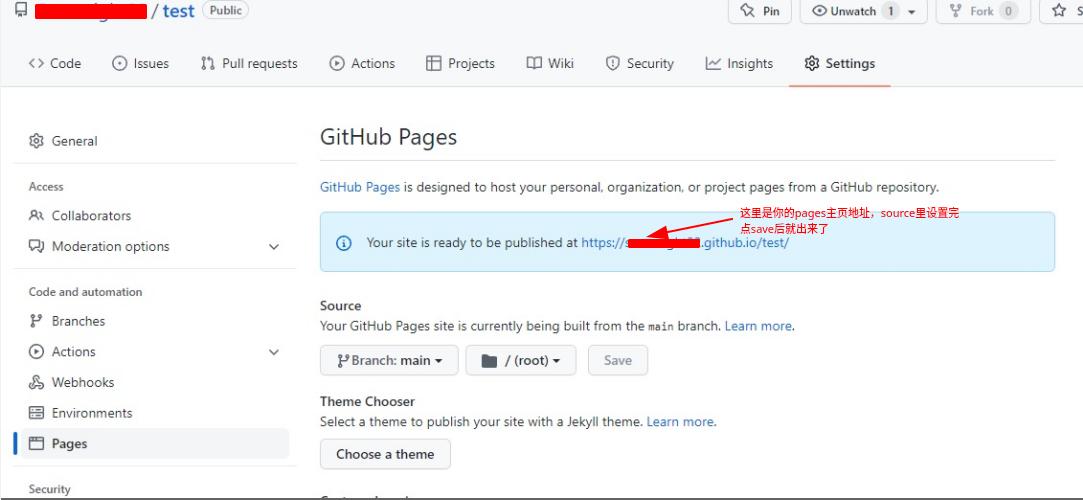 / test Public
Pin
Unwatch 1
Fork 0
Code
Issues
Pull requests
Actions
Projects
Wiki
Security
Insights
Settings
General
Access
Collaborators
Moderation options
Code and automation
Branches
Actions
Webhooks
Environments
Pages
Security
GitHub Pages
GitHub Pages is designed to host your personal, organization, or project pages from a GitHub repository.
这里是你的pages主页地址，source里设置完
点save后就出来了
Your site is ready to be published at https://s .github.io/test/
Source
Your GitHub Pages site is currently being built from the main branch. Learn more.
Branch: main
/ (root)
Save
Theme Chooser
Select a theme to publish your site with a Jekyll theme. Learn more.
Choose a theme